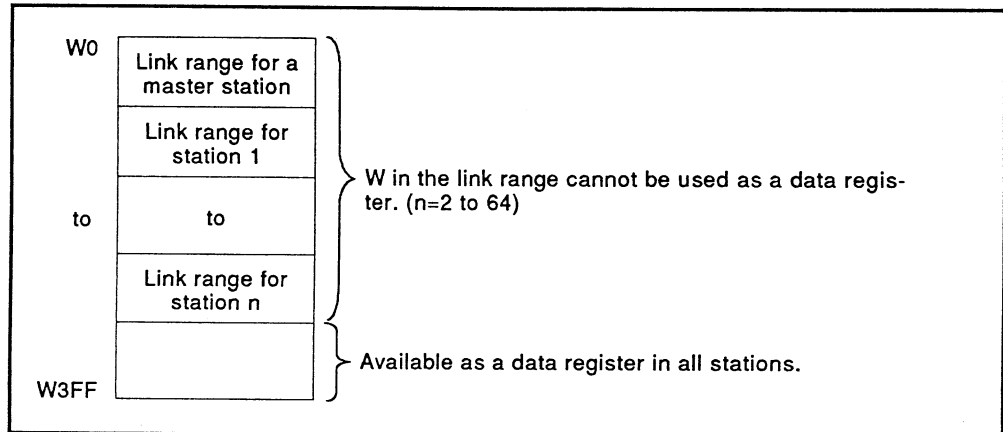 W0
Link range for a
master station
Link range for
station 1
W in the link range cannot be used as a data regis-
ter. (n=2 to 64)
to
to
Link range for
station n
Available as a data register in all stations.
W3FF